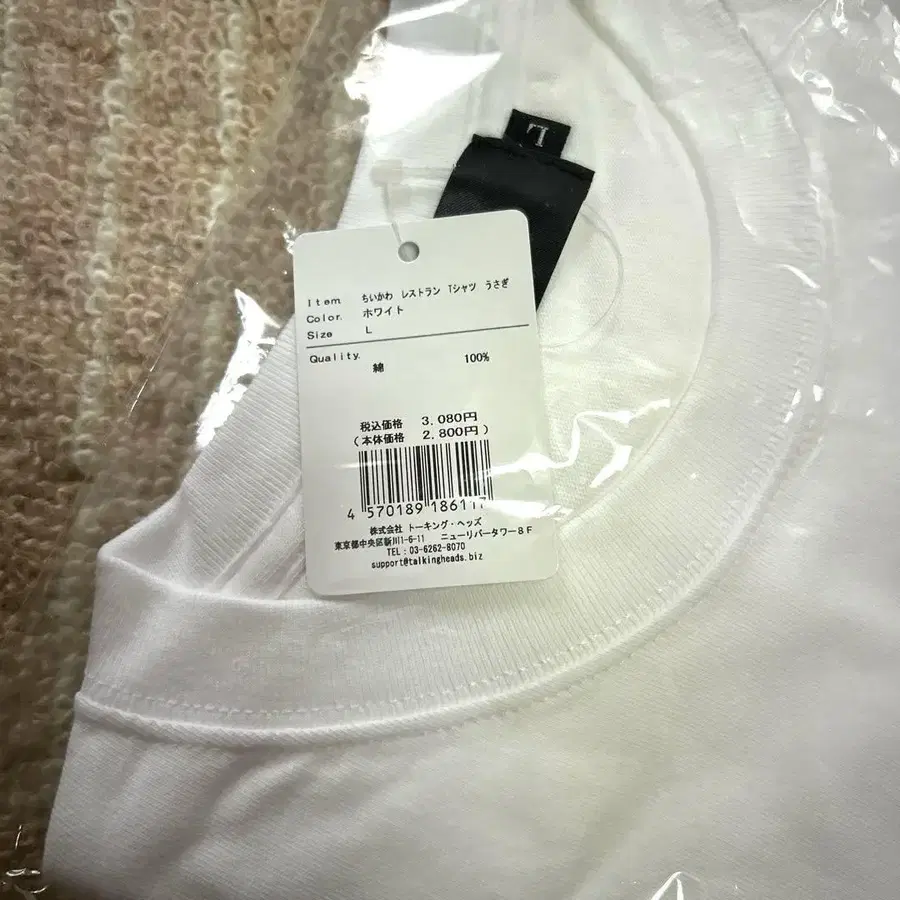 L
Item ちいかわ レストラン Tシャツ うさぎ
Color. ホワイト
Size L
Quality.
綿 100%
税込価格 3,080円
(本体価格 2,800円)
4 570189 186117
株式会社 トーキング・ヘッズ
東京都中央区新川1-6-11 ニューリバータワー8F
TEL:03-6262-8070
support@talkingheads.biz